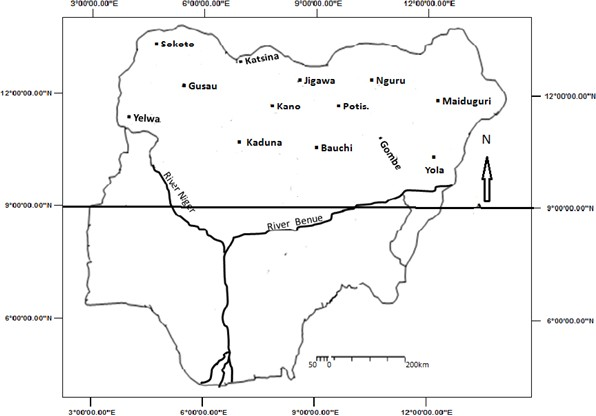 3°00'00.00"N 6°00'00.00"N 9°00'00.00"N 12°00'00.00"N
Sokoto
Katsina
Jigawa
Nguru
Gusau
12°00'00.00"N
12°00'00.00"N
Kano
Potis.
Maiduguri
Yelwa
Kaduna
Bauchi
Gombe
N
Yola
River Niger
9°00'00.00"N
9°00'00.00"N
River Benue
6°00'00.00"N
6°00'00.00"N
50 0 200km
3°00'00.00"N 6°00'00.00"N 9°00'00.00"N 12°00'00.00"N